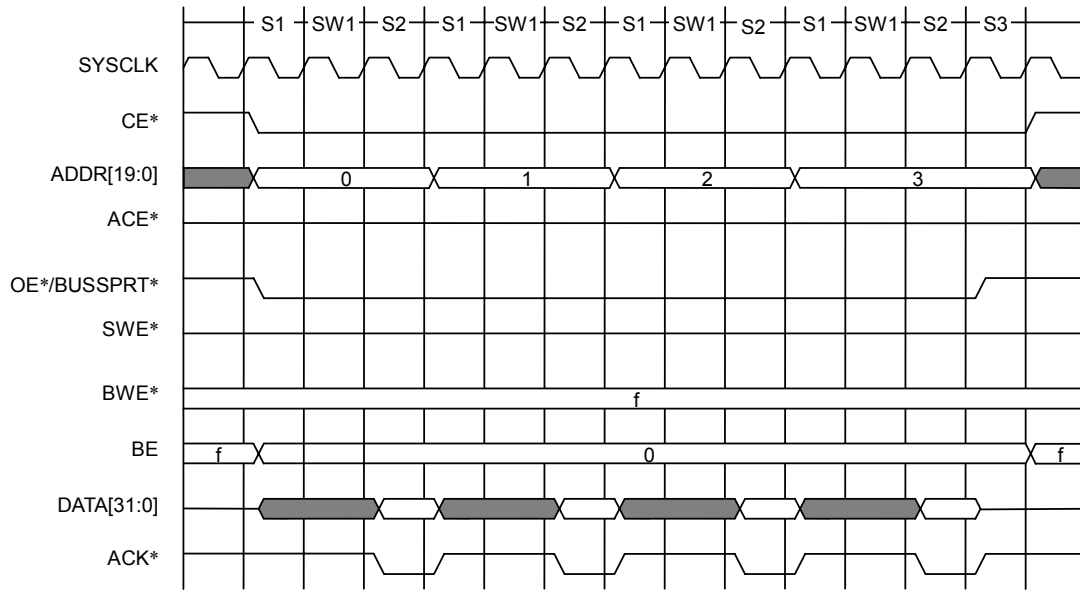 S1 SW1 S2 S1 SW1 S2 S1 SW1 S2 S1 SW1 S2 S3
SYSCLK
CE*
ADDR[19:0] 0 1 2 3
ACE*
OE*/BUSSPRT*
SWE*
BWE* f
BE f 0 f
DATA[31:0]
ACK*